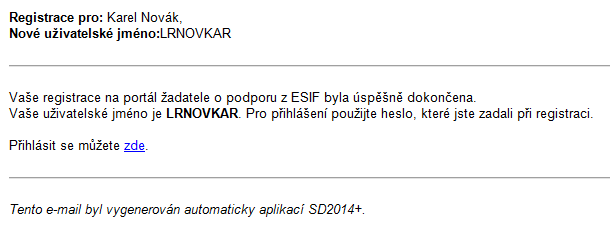 Registrace pro: Karel Novák,
Nové uživatelské jméno:LRNOVKAR
Vaše registrace na portál žadatele o podporu z ESIF byla úspěšně dokončena.
Vaše uživatelské jméno je LRNOVKAR. Pro přihlášení použijte heslo, které jste zadali při registraci.
Přihlásit se můžete zde.
Tento e-mail byl vygenerován automaticky aplikací SD2014+.